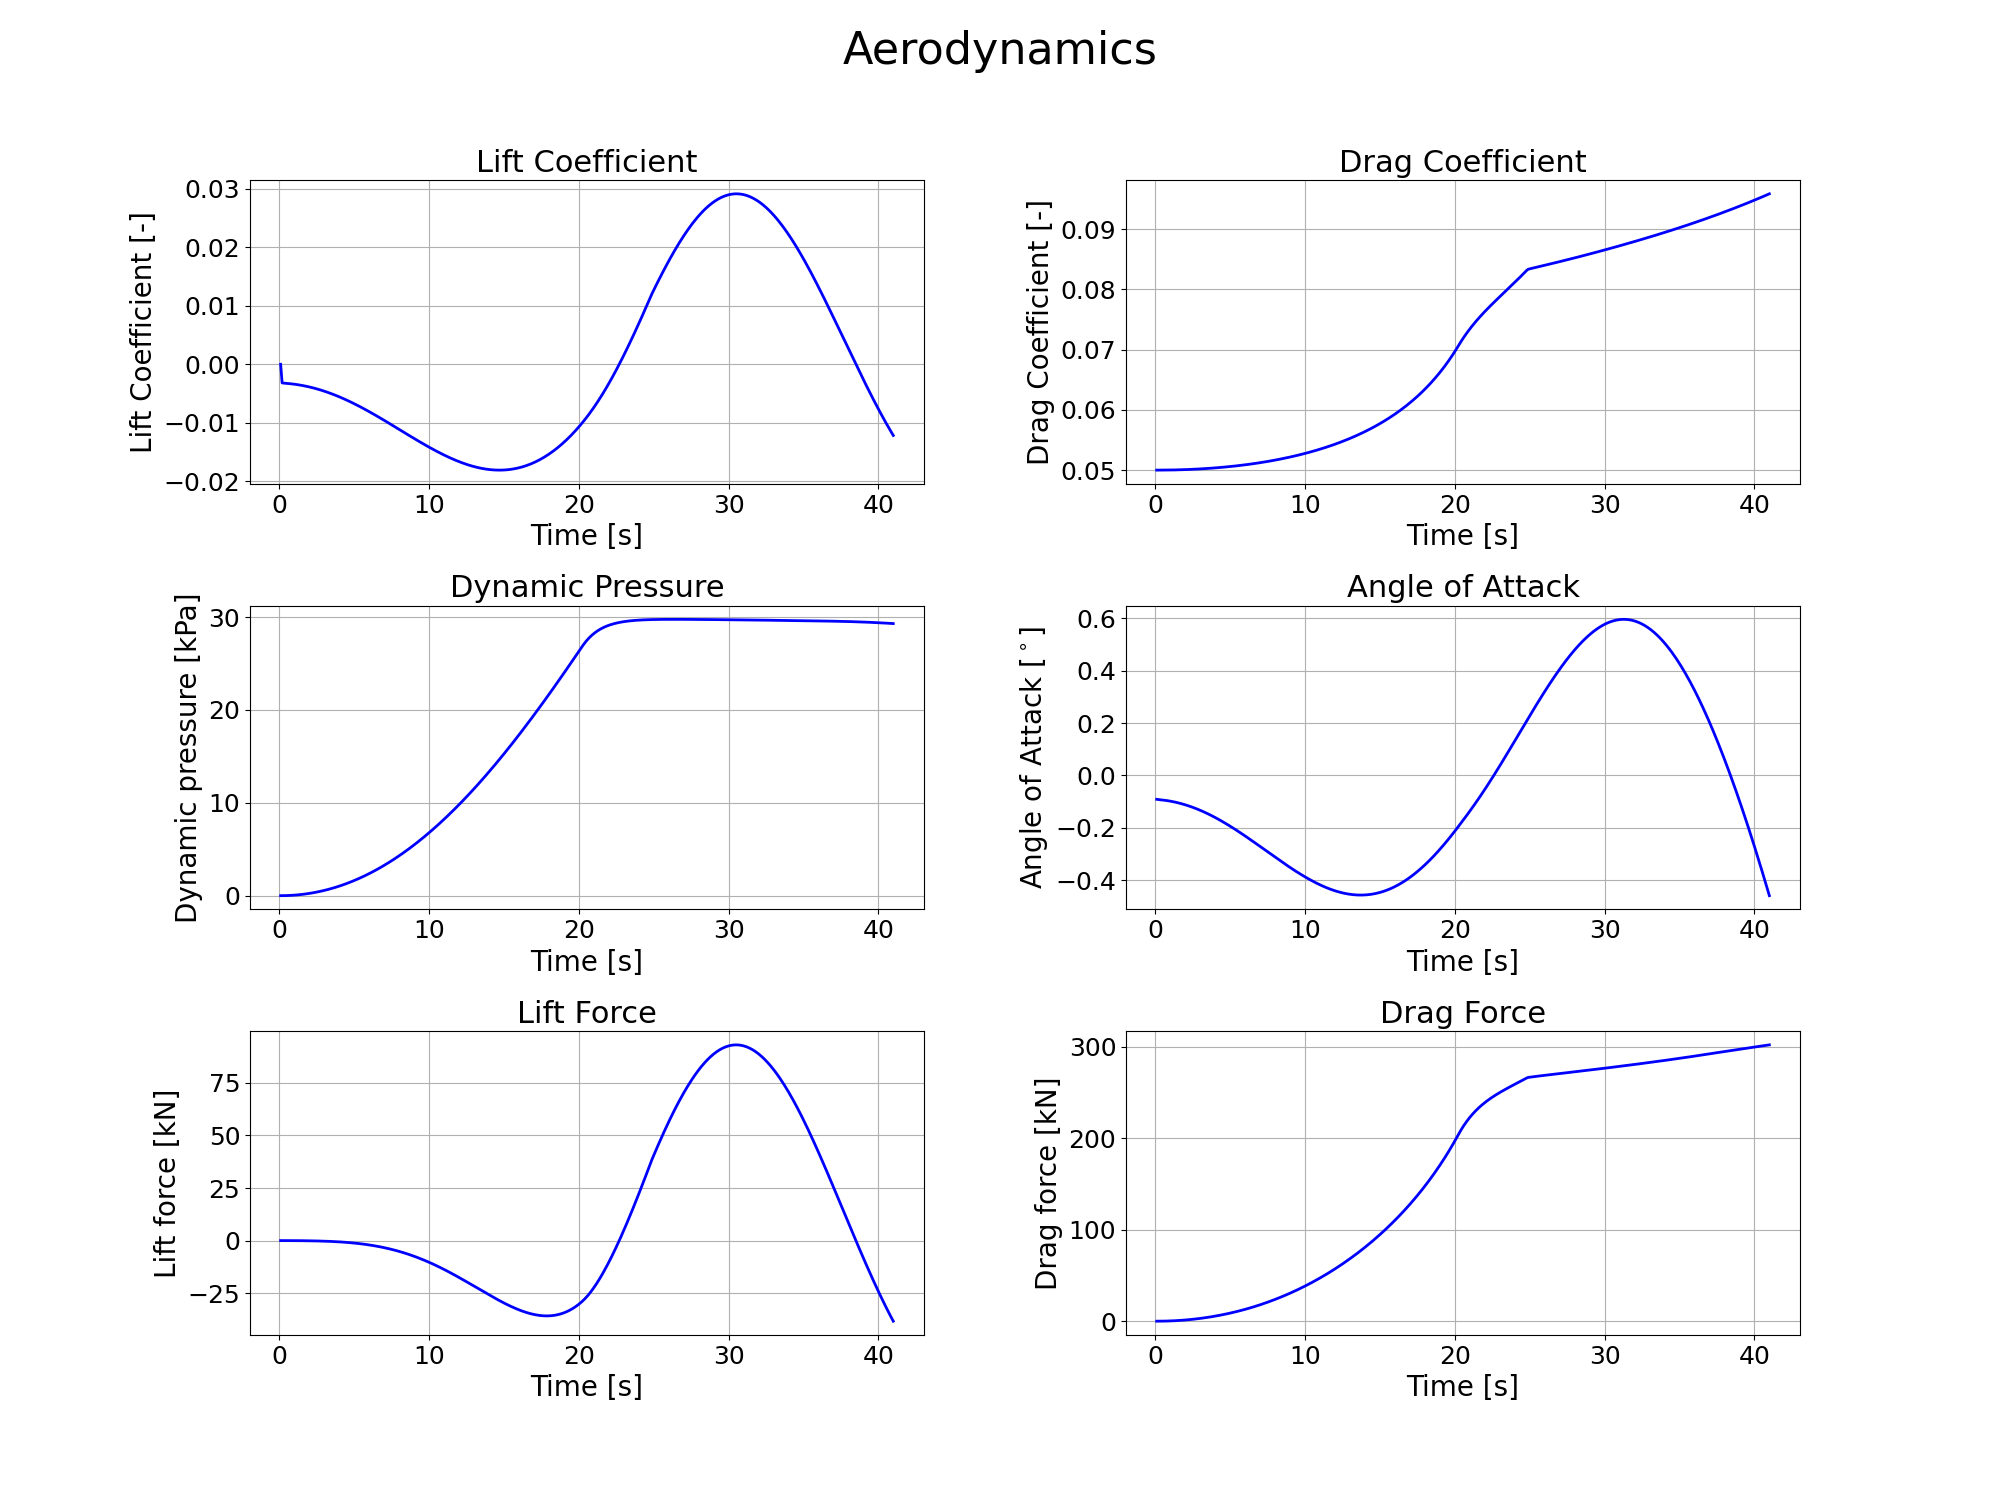 Aerodynamics
Lift Coefficient
Lift Coefficient [-]
0.03
0.02
0.01
0.00
−0.01
−0.02
0 10 20 30 40
Time [s]
Drag Coefficient
Drag Coefficient [-]
0.09
0.08
0.07
0.06
0.05
0 10 20 30 40
Time [s]
Dynamic Pressure
Dynamic pressure [kPa]
30
20
10
0
0 10 20 30 40
Time [s]
Angle of Attack
Angle of Attack [°]
0.6
0.4
0.2
0.0
−0.2
−0.4
0 10 20 30 40
Time [s]
Lift Force
Lift force [kN]
75
50
25
0
−25
0 10 20 30 40
Time [s]
Drag Force
Drag force [kN]
300
200
100
0
0 10 20 30 40
Time [s]